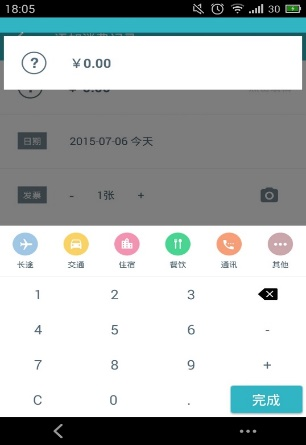 18:05
30
? ￥0.00
日期 2015-07-06 今天
发票 - 1张 +
长途 交通 住宿 餐饮 通讯 其他
1 2 3
4 5 6 -
7 8 9 +
C 0 . 完成